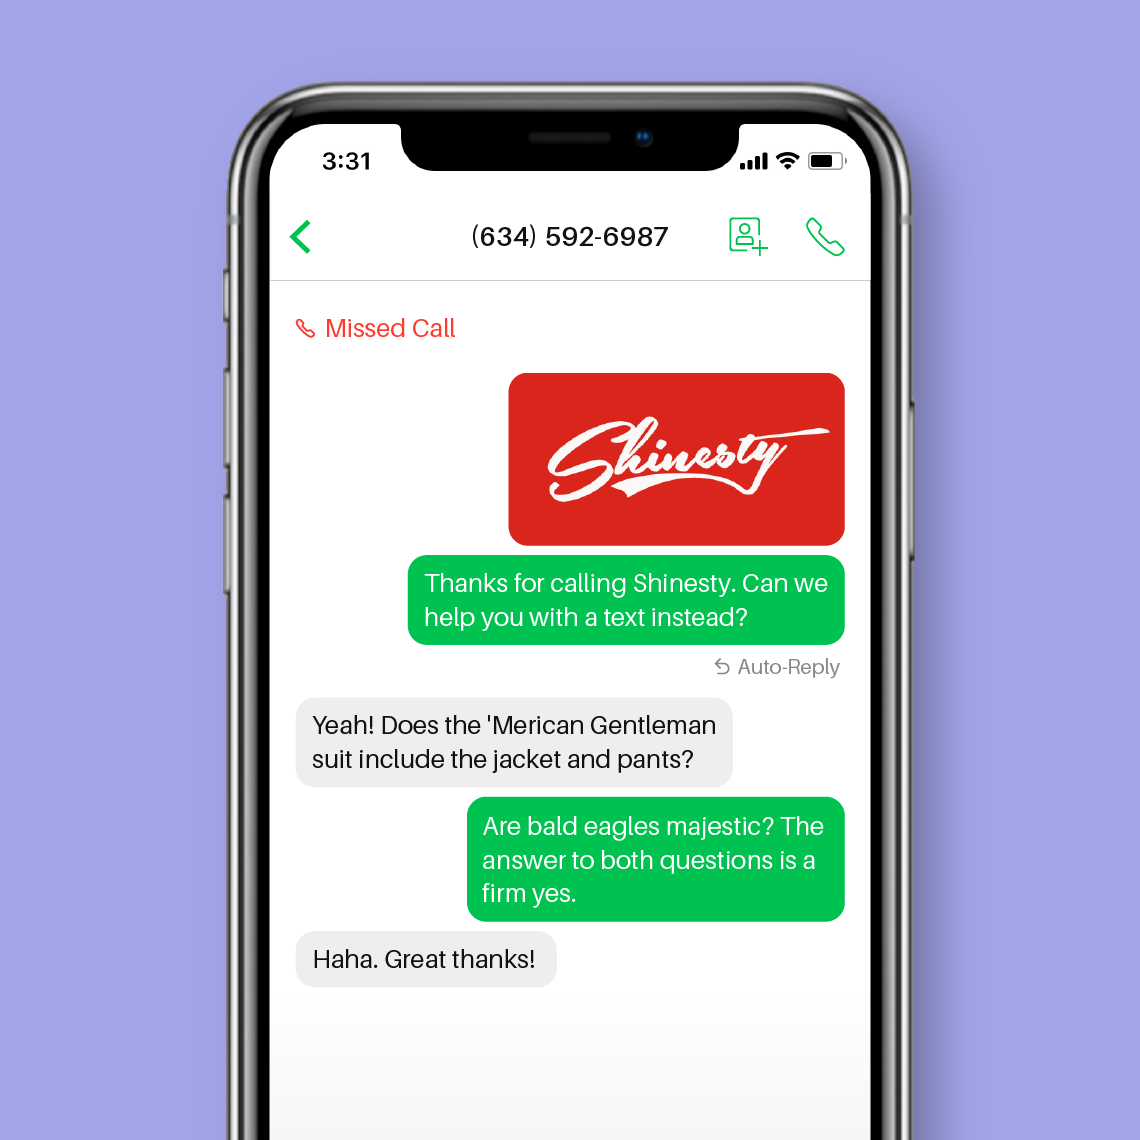 3:31
(634) 592-6987
Missed Call
Shinesty
Thanks for calling Shinesty. Can we
help you with a text instead?
Auto-Reply
Yeah! Does the 'Merican Gentleman
suit include the jacket and pants?
Are bald eagles majestic? The
answer to both questions is a
firm yes.
Haha. Great thanks!